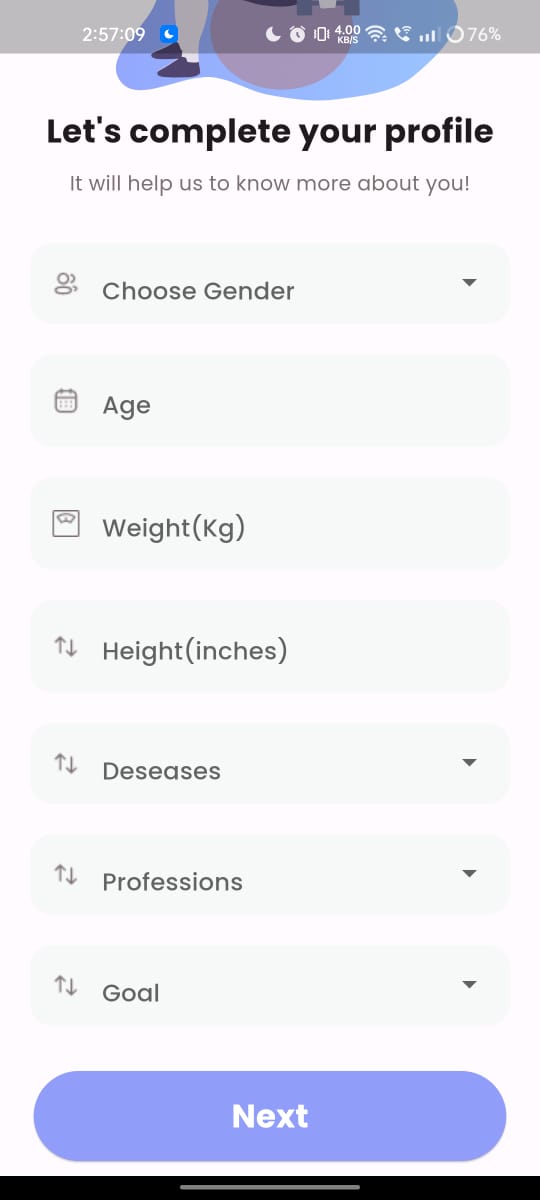 2:57:09 4.00 KB/S 76%
Let's complete your profile
It will help us to know more about you!
Choose Gender
Age
Weight(Kg)
Height(inches)
Deseases
Professions
Goal
Next